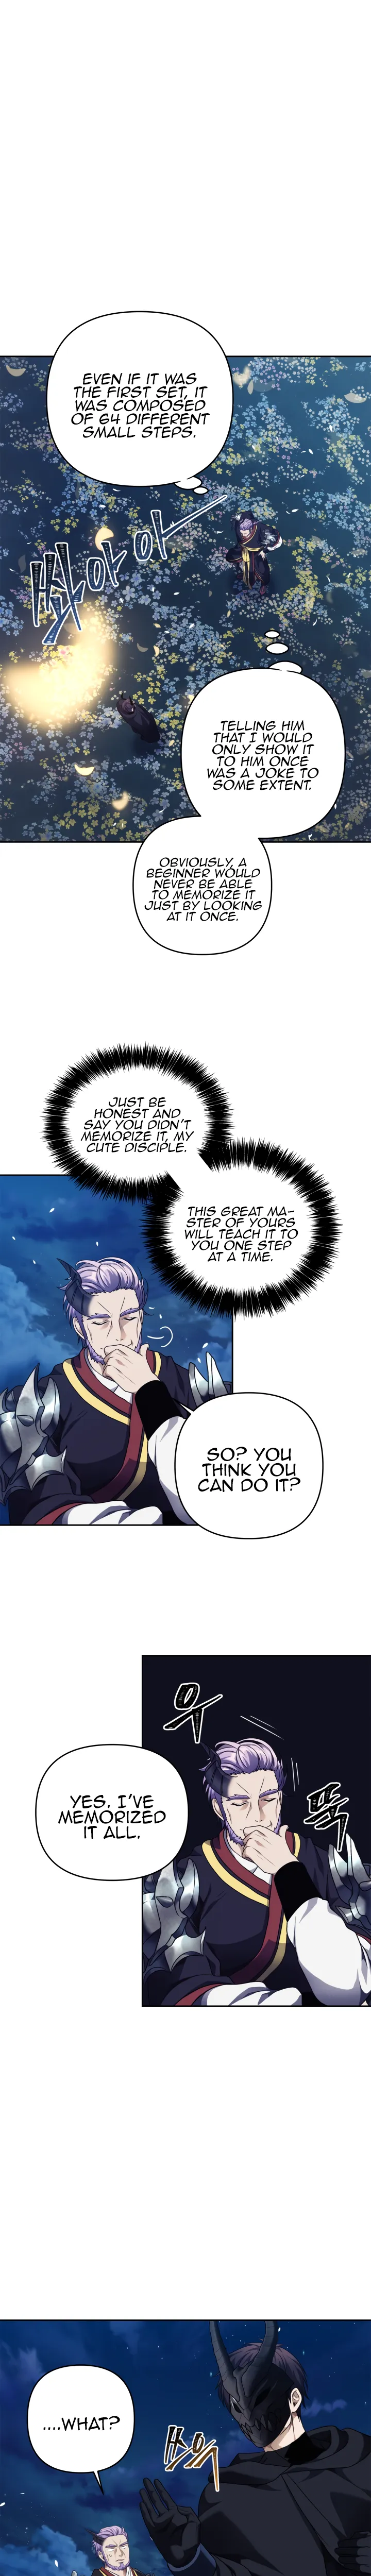 EVEN IF IT WAS
THE FIRST SET, IT
WAS COMPOSED
OF 64 DIFFERENT
SMALL STEPS.
TELLING HIM
THAT I WOULD
ONLY SHOW IT
TO HIM ONCE
WAS A JOKE TO
SOME EXTENT.
OBVIOUSLY, A
BEGINNER WOULD
NEVER BE ABLE
TO MEMORIZE IT
JUST BY LOOKING
AT IT ONCE.
JUST BE
HONEST AND
SAY YOU DIDN'T
MEMORIZE IT, MY
CUTE DISCIPLE.
THIS GREAT MA-
STER OF YOURS
WILL TEACH IT TO
YOU ONE STEP
AT A TIME.
SO? YOU
THINK YOU
CAN DO IT?
우
뚝
YES. I'VE
MEMORIZED
IT ALL.
....WHAT?